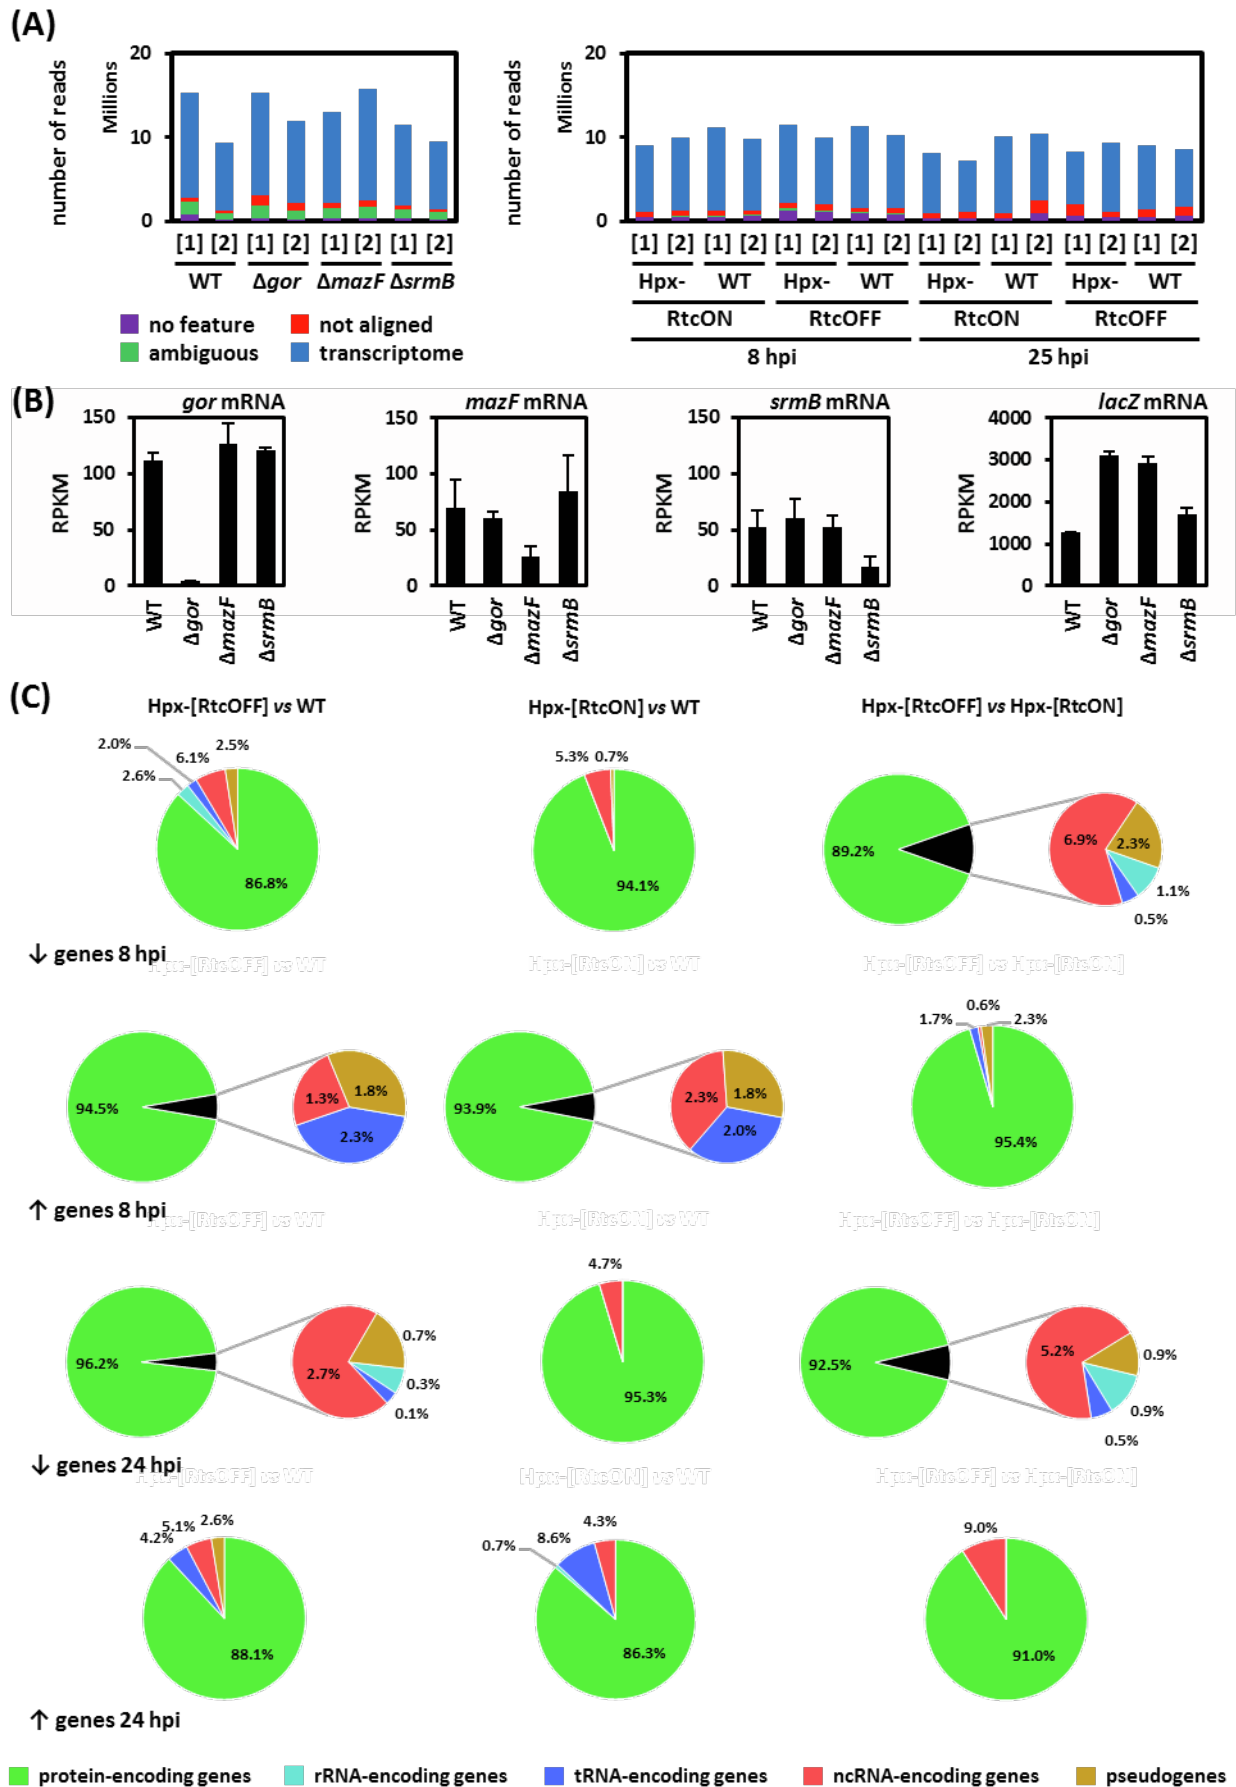 (A)
20
10
0
number of reads
Millions
[1] [2] [1] [2] [1] [2] [1] [2]
WT Δgor ΔmazF ΔsrmB
no feature
not aligned
ambiguous
transcriptome
20
10
0
number of reads
Millions
[1] [2] [1] [2] [1] [2] [1] [2] [1] [2] [1] [2] [1] [2] [1] [2]
Hpx- WT Hpx- WT Hpx- WT Hpx- WT
RtcON RtcOFF RtcON RtcOFF
8 hpi 25 hpi
(B)
gor mRNA
150
100
50
0
RPKM
WT
Δgor
ΔmazF
ΔsrmB
mazF mRNA
150
100
50
0
RPKM
WT
Δgor
ΔmazF
ΔsrmB
srmB mRNA
150
100
50
0
RPKM
WT
Δgor
ΔmazF
ΔsrmB
lacZ mRNA
4000
3000
2000
1000
0
RPKM
WT
Δgor
ΔmazF
ΔsrmB
(C)
Hpx-[RtcOFF] vs WT
Hpx-[RtcON] vs WT
Hpx-[RtcOFF] vs Hpx-[RtcON]
2.0%
6.1%
2.5%
2.6%
86.8%
5.3%
0.7%
94.1%
89.2%
6.9%
2.3%
1.1%
0.5%
↓ genes 8 hpi
94.5%
1.3%
1.8%
2.3%
93.9%
2.3%
1.8%
2.0%
1.7%
0.6%
2.3%
95.4%
↑ genes 8 hpi
96.2%
2.7%
0.7%
0.3%
0.1%
4.7%
95.3%
92.5%
5.2%
0.9%
0.9%
0.5%
↓ genes 24 hpi
4.2%
5.1%
2.6%
88.1%
0.7%
8.6%
4.3%
86.3%
9.0%
91.0%
↑ genes 24 hpi
protein-encoding genes
rRNA-encoding genes
tRNA-encoding genes
ncRNA-encoding genes
pseudogenes